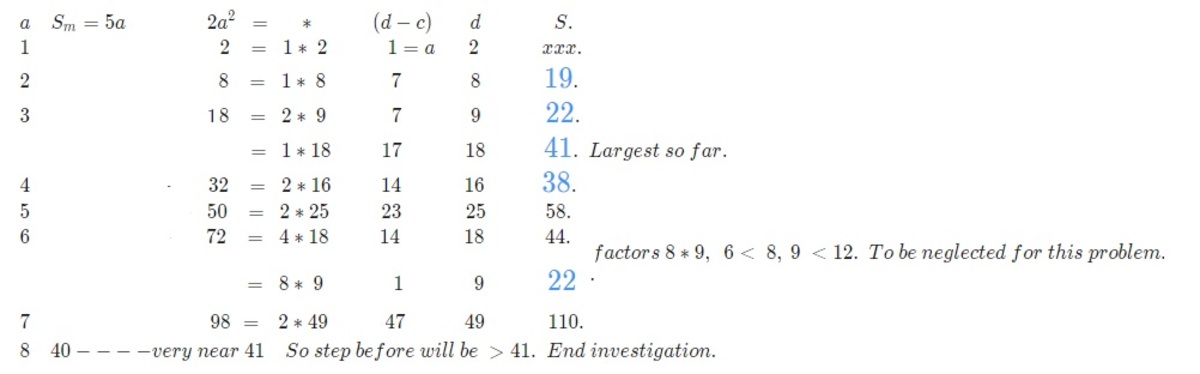 a S_m = 5a 2a² = * (d − c) d S.
1 2 = 1 * 2 1 = a 2 xxx.
2 8 = 1 * 8 7 8 19.
3 18 = 2 * 9 7 9 22.
= 1 * 18 17 18 41. Largest so far.
4 32 = 2 * 16 14 16 38.
5 50 = 2 * 25 23 25 58.
6 72 = 4 * 18 14 18 44.
factors 8 * 9, 6 < 8, 9 < 12. To be neglected for this problem.
= 8 * 9 1 9 22 .
7 98 = 2 * 49 47 49 110.
8 40 − − − −very near 41 So step before will be > 41. End investigation.